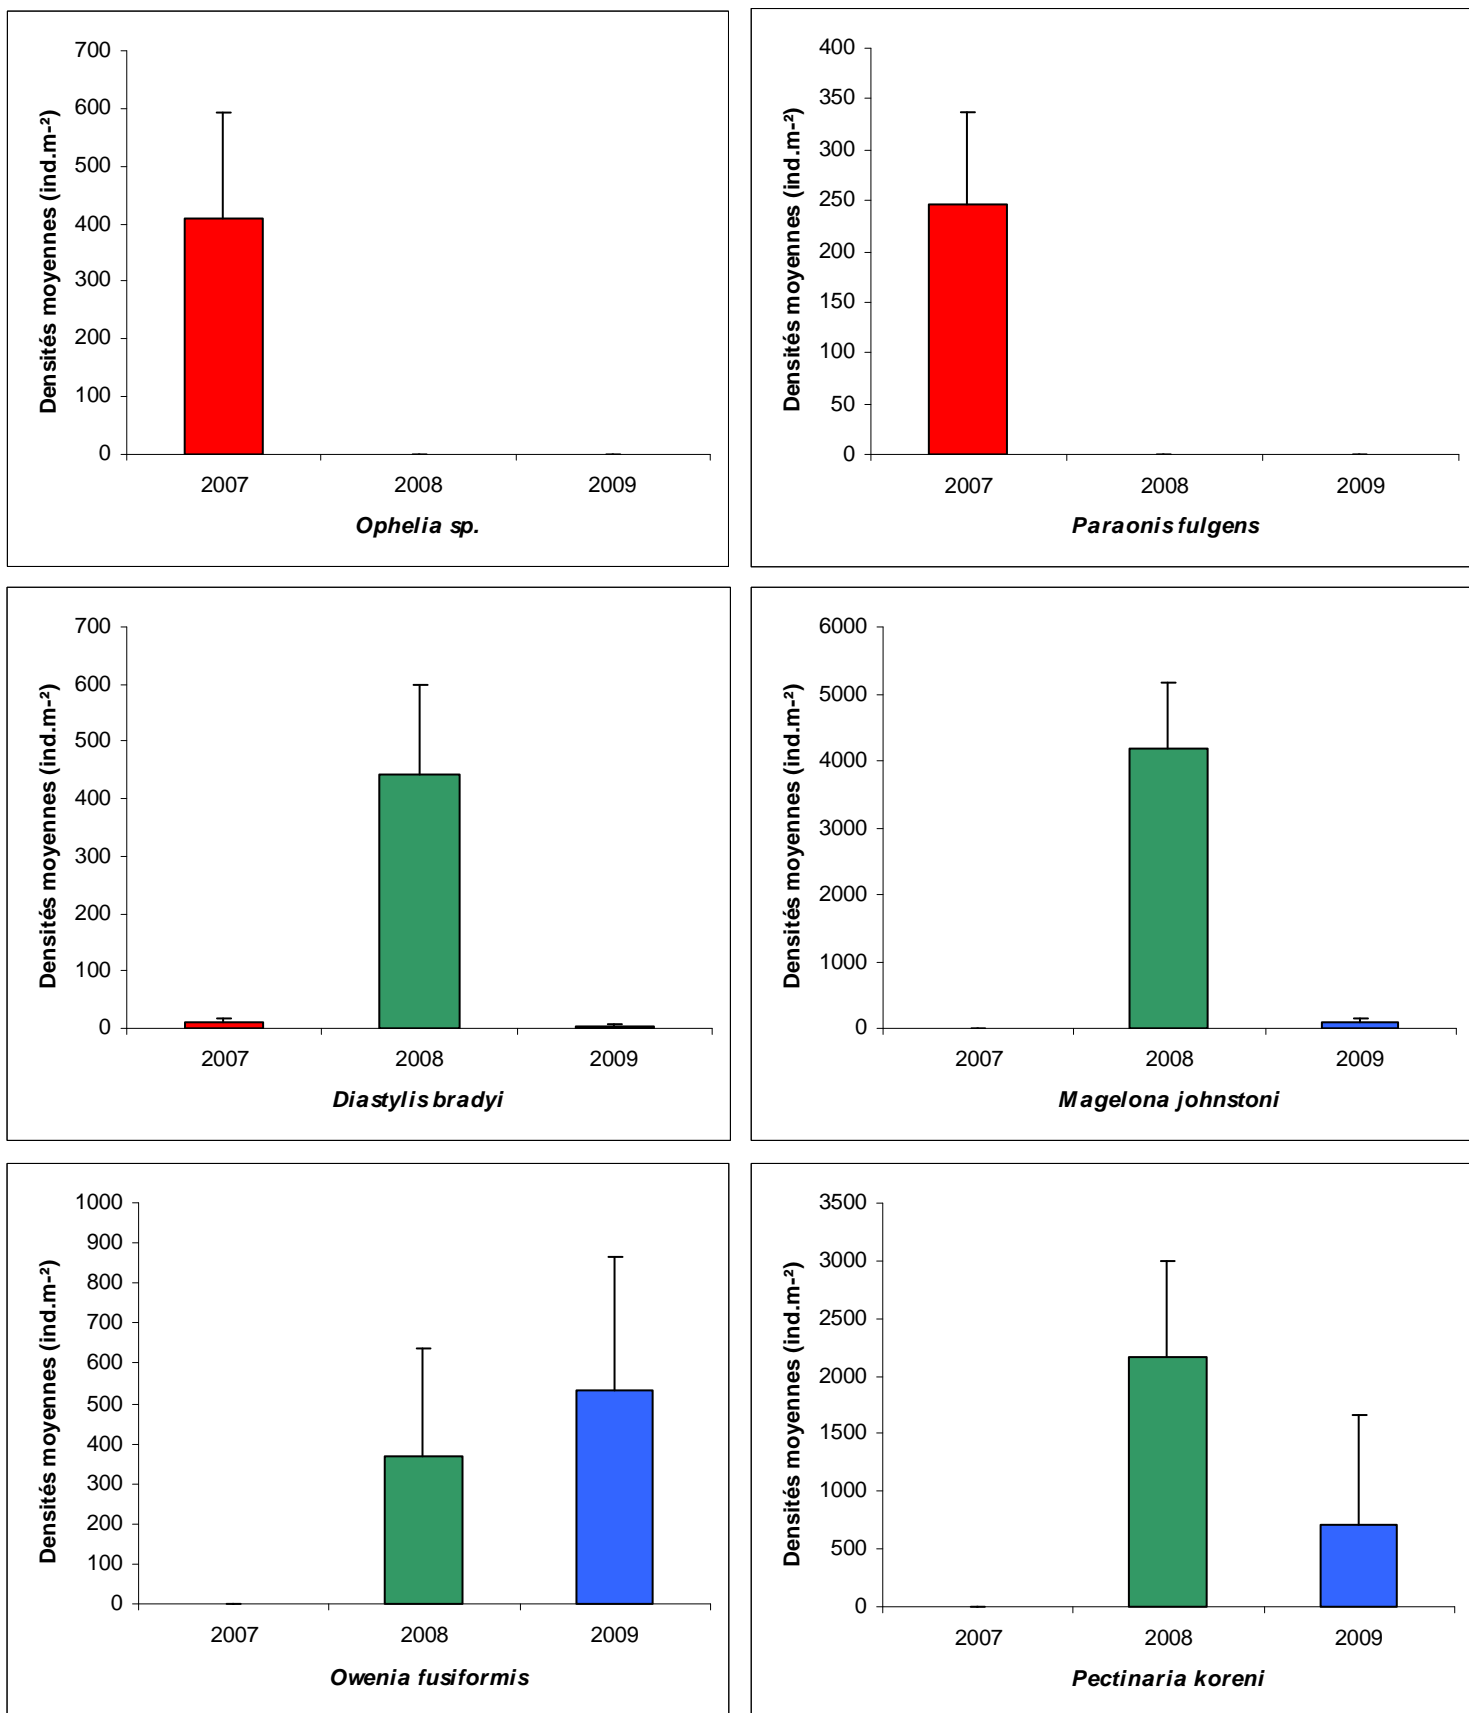 700
600
500
400
300
200
100
0
Densités moyennes (ind.m-²)
2007 2008 2009
Ophelia sp.
400
350
300
250
200
150
100
50
0
Densités moyennes (ind.m-²)
2007 2008 2009
Paraonis fulgens
700
600
500
400
300
200
100
0
Densités moyennes (ind.m-²)
2007 2008 2009
Diastylis bradyi
6000
5000
4000
3000
2000
1000
0
Densités moyennes (ind.m-²)
2007 2008 2009
Magelona johnstoni
1000
900
800
700
600
500
400
300
200
100
0
Densités moyennes (ind.m-²)
2007 2008 2009
Owenia fusiformis
3500
3000
2500
2000
1500
1000
500
0
Densités moyennes (ind.m-²)
2007 2008 2009
Pectinaria koreni